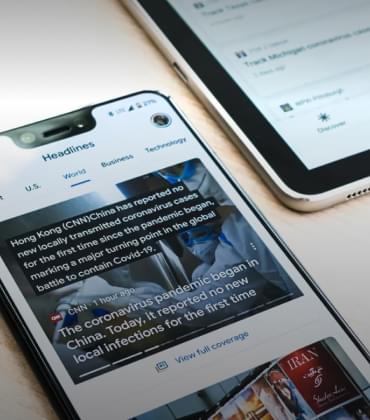 LTE 21%
Headlines
t U.S. World Business Technology
Hong Kong (CNN)China has reported no
new locally transmitted coronavirus cases
for the first time since the pandemic began,
marking a major turning point in the global
battle to contain Covid-19.
CNN CNN · 1 hour ago
The coronavirus pandemic began in
China. Today, it reported no new
local infections for the first time
View full coverage
IRAN
Track Michigan coronavirus cases
Discover